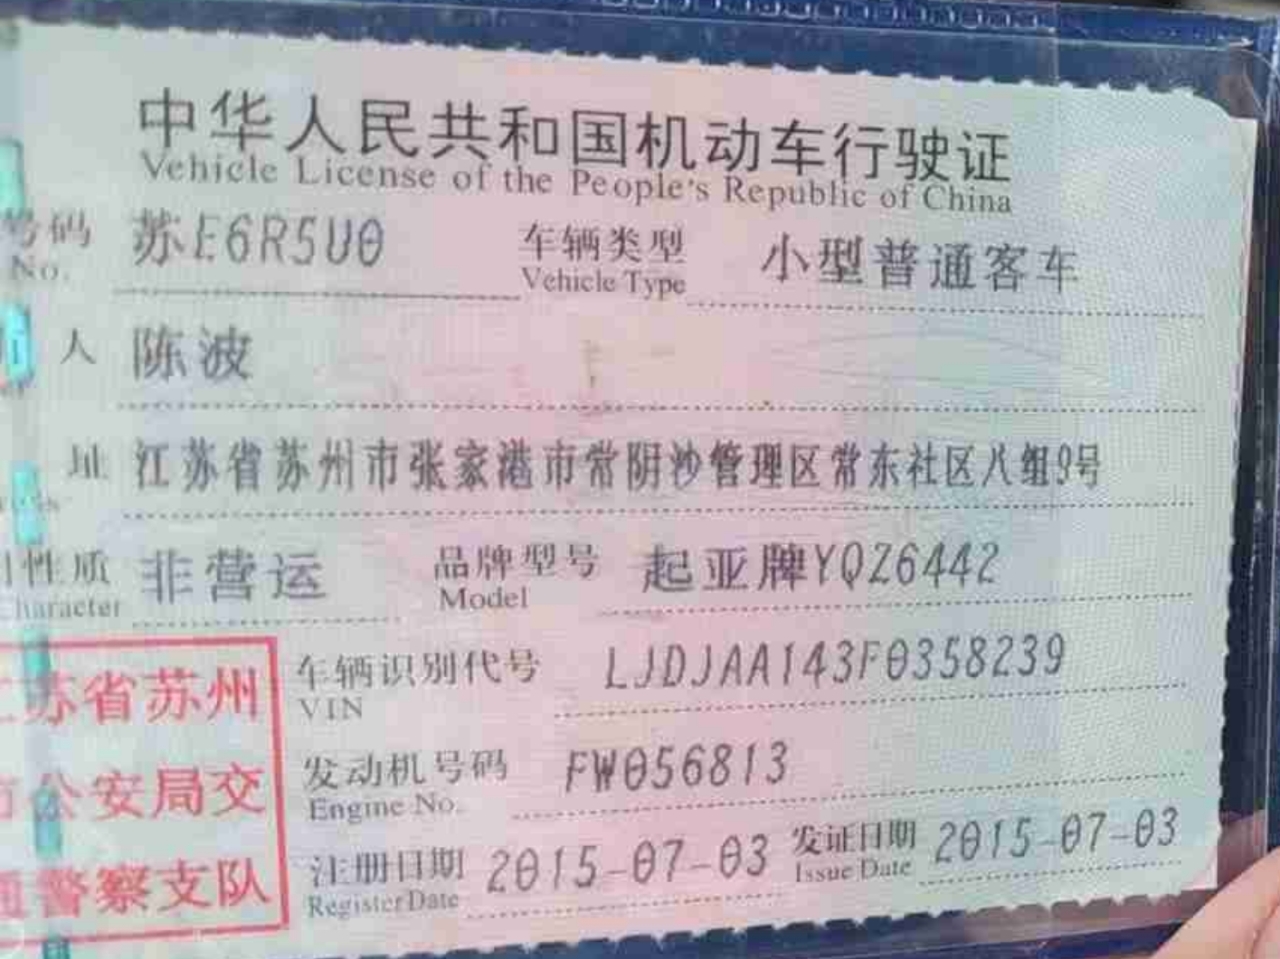 中华人民共和国机动车行驶证
Vehicle License of the People's Republic of China
号码 苏E6R5U0 车辆类型 小型普通客车
No. Vehicle Type
人 陈波
址 江苏省苏州市张家港市常阴沙管理区常东社区八组9号
性质 非营运 品牌型号 起亚牌YQZ6442
Character Model
车辆识别代号 LJDJAA143F0358239
VIN
发动机号码 FW056813
Engine No.
注册日期 2015-07-03 发证日期 2015-07-03
Register Date Issue Date
江苏省苏州
市公安局交
通警察支队